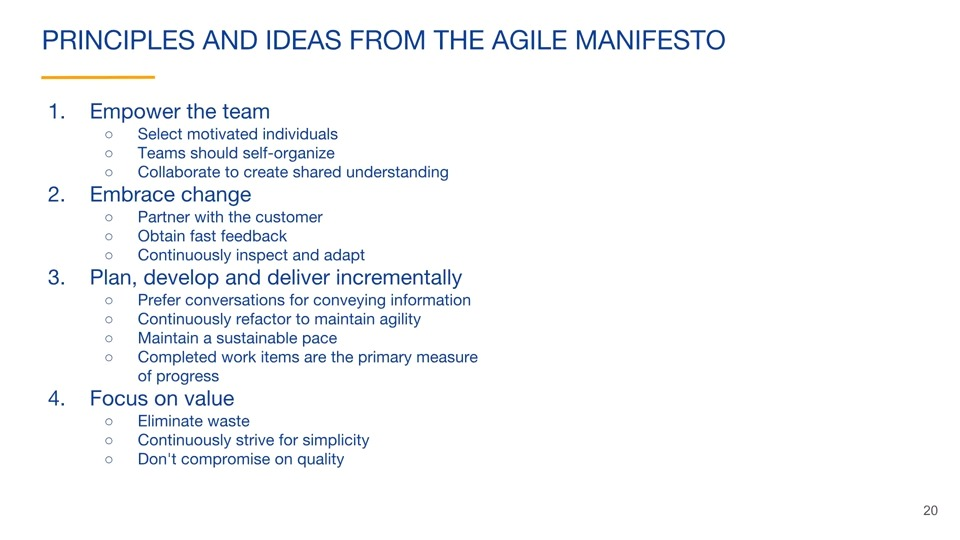 PRINCIPLES AND IDEAS FROM THE AGILE MANIFESTO
1. Empower the team
○ Select motivated individuals
○ Teams should self-organize
○ Collaborate to create shared understanding
2. Embrace change
○ Partner with the customer
○ Obtain fast feedback
○ Continuously inspect and adapt
3. Plan, develop and deliver incrementally
○ Prefer conversations for conveying information
○ Continuously refactor to maintain agility
○ Maintain a sustainable pace
○ Completed work items are the primary measure
of progress
4. Focus on value
○ Eliminate waste
○ Continuously strive for simplicity
○ Don't compromise on quality
20